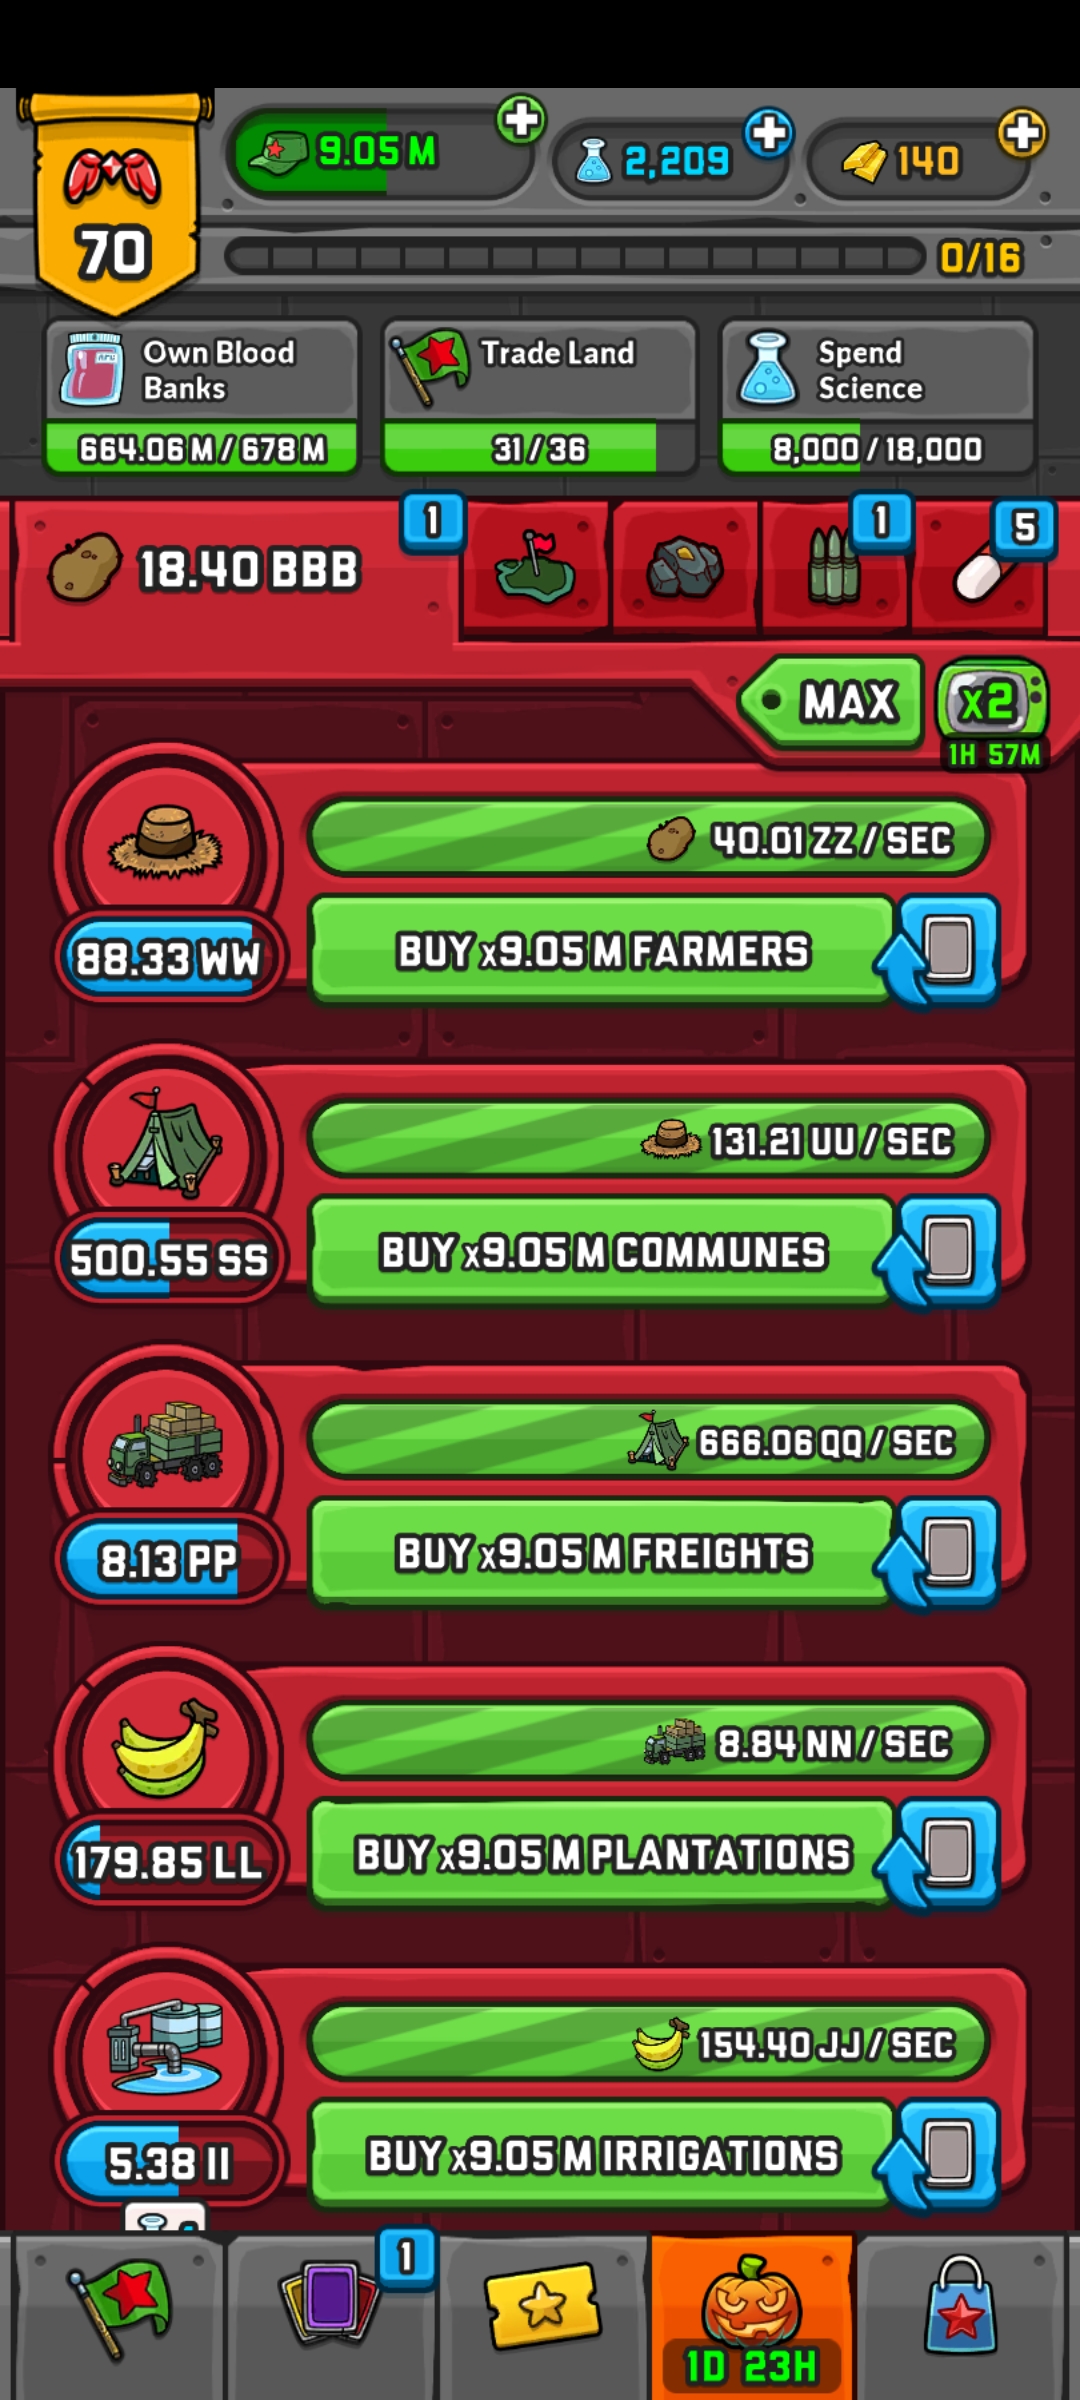 9.05 M
2,209
140
70
0/16
Own Blood
Banks
664.06 M / 678 M
Trade Land
31 / 36
Spend
Science
8,000 / 18,000
18.40 BBB
1
1
5
MAX
x2
1H 57M
40.01 ZZ / SEC
88.33 WW
BUY x9.05 M FARMERS
131.21 UU / SEC
500.55 SS
BUY x9.05 M COMMUNES
666.06 QQ / SEC
8.13 PP
BUY x9.05 M FREIGHTS
8.84 NN / SEC
179.85 LL
BUY x9.05 M PLANTATIONS
154.40 JJ / SEC
5.38 II
BUY x9.05 M IRRIGATIONS
1
1D 23H